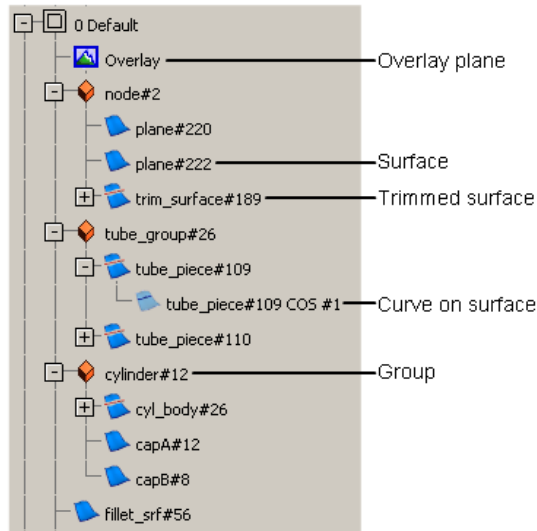 0 Default
Overlay Overlay plane
node#2
plane#220
plane#222 Surface
trim_surface#189 Trimmed surface
tube_group#26
tube_piece#109
tube_piece#109 COS #1 Curve on surface
tube_piece#110
cylinder#12 Group
cyl_body#26
capA#12
capB#8
fillet_srf#56